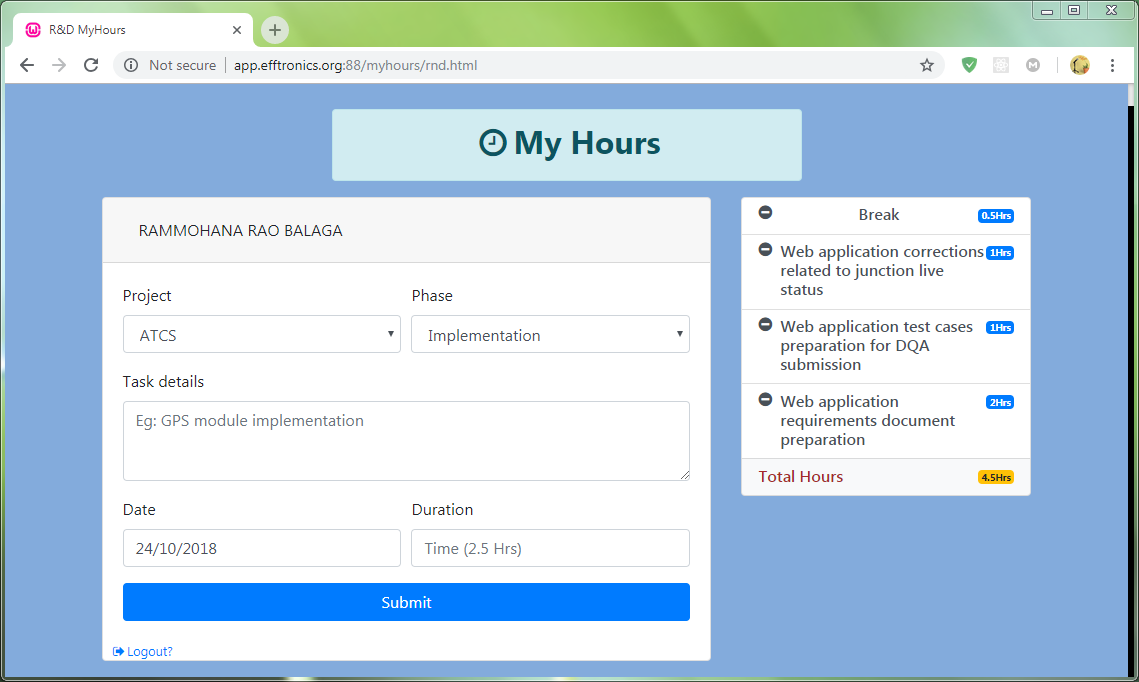 R&D MyHours
Not secure app.efftronics.org:88/myhours/rnd.html
My Hours
RAMMOHANA RAO BALAGA
Project Phase
ATCS Implementation
Task details
Eg: GPS module implementation
Date Duration
24/10/2018 Time (2.5 Hrs)
Submit
Logout?
Break 0.5Hrs
Web application corrections 1Hrs
related to junction live
status
Web application test cases 1Hrs
preparation for DQA
submission
Web application 2Hrs
requirements document
preparation
Total Hours 4.5Hrs